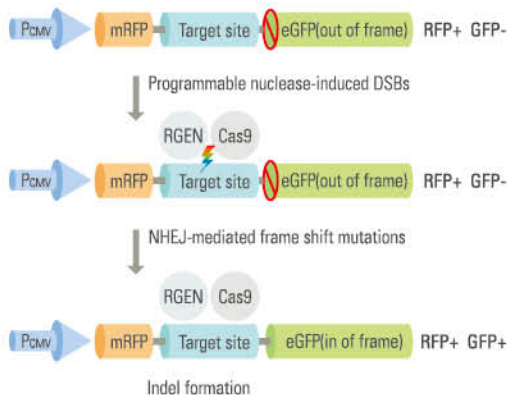 PCMV mRFP Target site eGFP(out of frame) RFP+ GFP-
Programmable nuclease-induced DSBs
RGEN Cas9
PCMV mRFP Target site eGFP(out of frame) RFP+ GFP-
NHEJ-mediated frame shift mutations
RGEN Cas9
PCMV mRFP Target site eGFP(in of frame) RFP+ GFP+
Indel formation